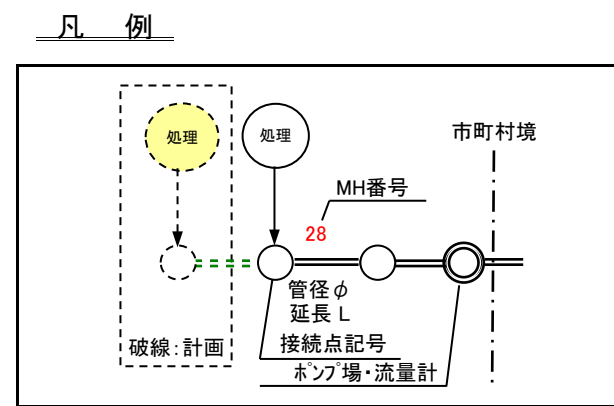 凡　例
処理
処理
市町村境
MH番号
28
管径φ
延長Ｌ
破線:計画
接続点記号
ﾎﾟﾝﾌﾟ場・流量計